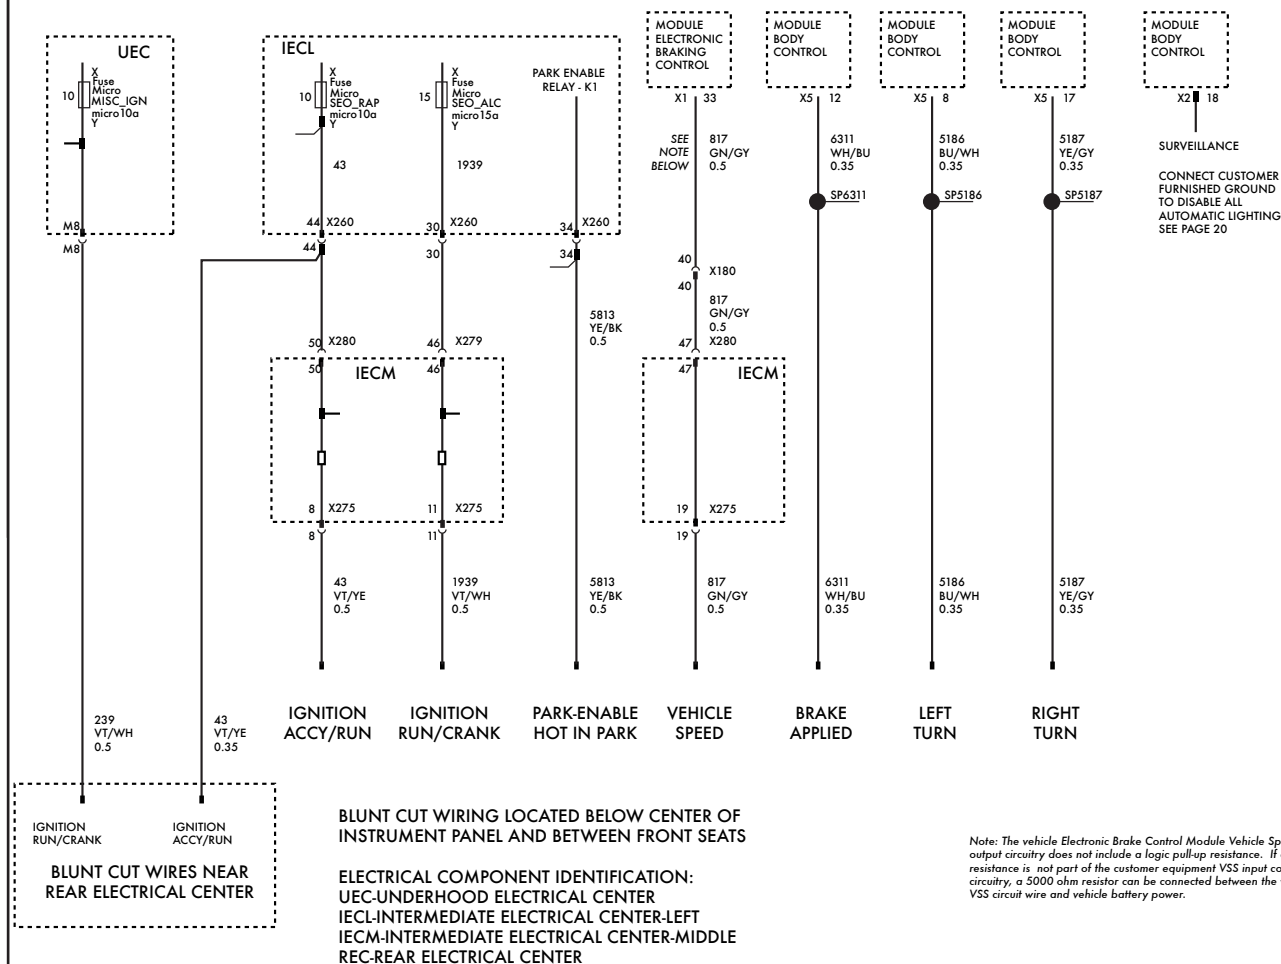 UEC
X
Fuse
Micro
MISC_IGN
micro10a
Y
10
M8
M8
239
VT/WH
0.5
IECL
X
Fuse
Micro
SEO_RAP
micro10a
Y
10
43
44 X260
44
X
Fuse
Micro
SEO_ALC
micro15a
Y
15
1939
30 X260
30
PARK ENABLE
RELAY - K1
34 X260
34
5813
YE/BK
0.5
43
VT/YE
0.35
50 X280
50
46 X279
46
IECM
8 X275
8
11 X275
11
43
VT/YE
0.5
1939
VT/WH
0.5
5813
YE/BK
0.5
MODULE
ELECTRONIC
BRAKING
CONTROL
X1 33
SEE
NOTE
BELOW
817
GN/GY
0.5
40
X180
40
817
GN/GY
0.5
47 X280
47
IECM
19 X275
19
817
GN/GY
0.5
MODULE
BODY
CONTROL
X5 12
6311
WH/BU
0.35
SP6311
6311
WH/BU
0.35
MODULE
BODY
CONTROL
X5 8
5186
BU/WH
0.35
SP5186
5186
BU/WH
0.35
MODULE
BODY
CONTROL
X5 17
5187
YE/GY
0.35
SP5187
5187
YE/GY
0.35
MODULE
BODY
CONTROL
X2 18
SURVEILLANCE
CONNECT CUSTOMER
FURNISHED GROUND
TO DISABLE ALL
AUTOMATIC LIGHTING
SEE PAGE 20
IGNITION
ACCY/RUN
IGNITION
RUN/CRANK
PARK-ENABLE
HOT IN PARK
VEHICLE
SPEED
BRAKE
APPLIED
LEFT
TURN
RIGHT
TURN
IGNITION
RUN/CRANK
IGNITION
ACCY/RUN
BLUNT CUT WIRES NEAR
REAR ELECTRICAL CENTER
BLUNT CUT WIRING LOCATED BELOW CENTER OF
INSTRUMENT PANEL AND BETWEEN FRONT SEATS
ELECTRICAL COMPONENT IDENTIFICATION:
UEC-UNDERHOOD ELECTRICAL CENTER
IECL-INTERMEDIATE ELECTRICAL CENTER-LEFT
IECM-INTERMEDIATE ELECTRICAL CENTER-MIDDLE
REC-REAR ELECTRICAL CENTER
Note: The vehicle Electronic Brake Control Module Vehicle Sp
output circuitry does not include a logic pull-up resistance. If
resistance is not part of the customer equipment VSS input co
circuitry, a 5000 ohm resistor can be connected between the
VSS circuit wire and vehicle battery power.